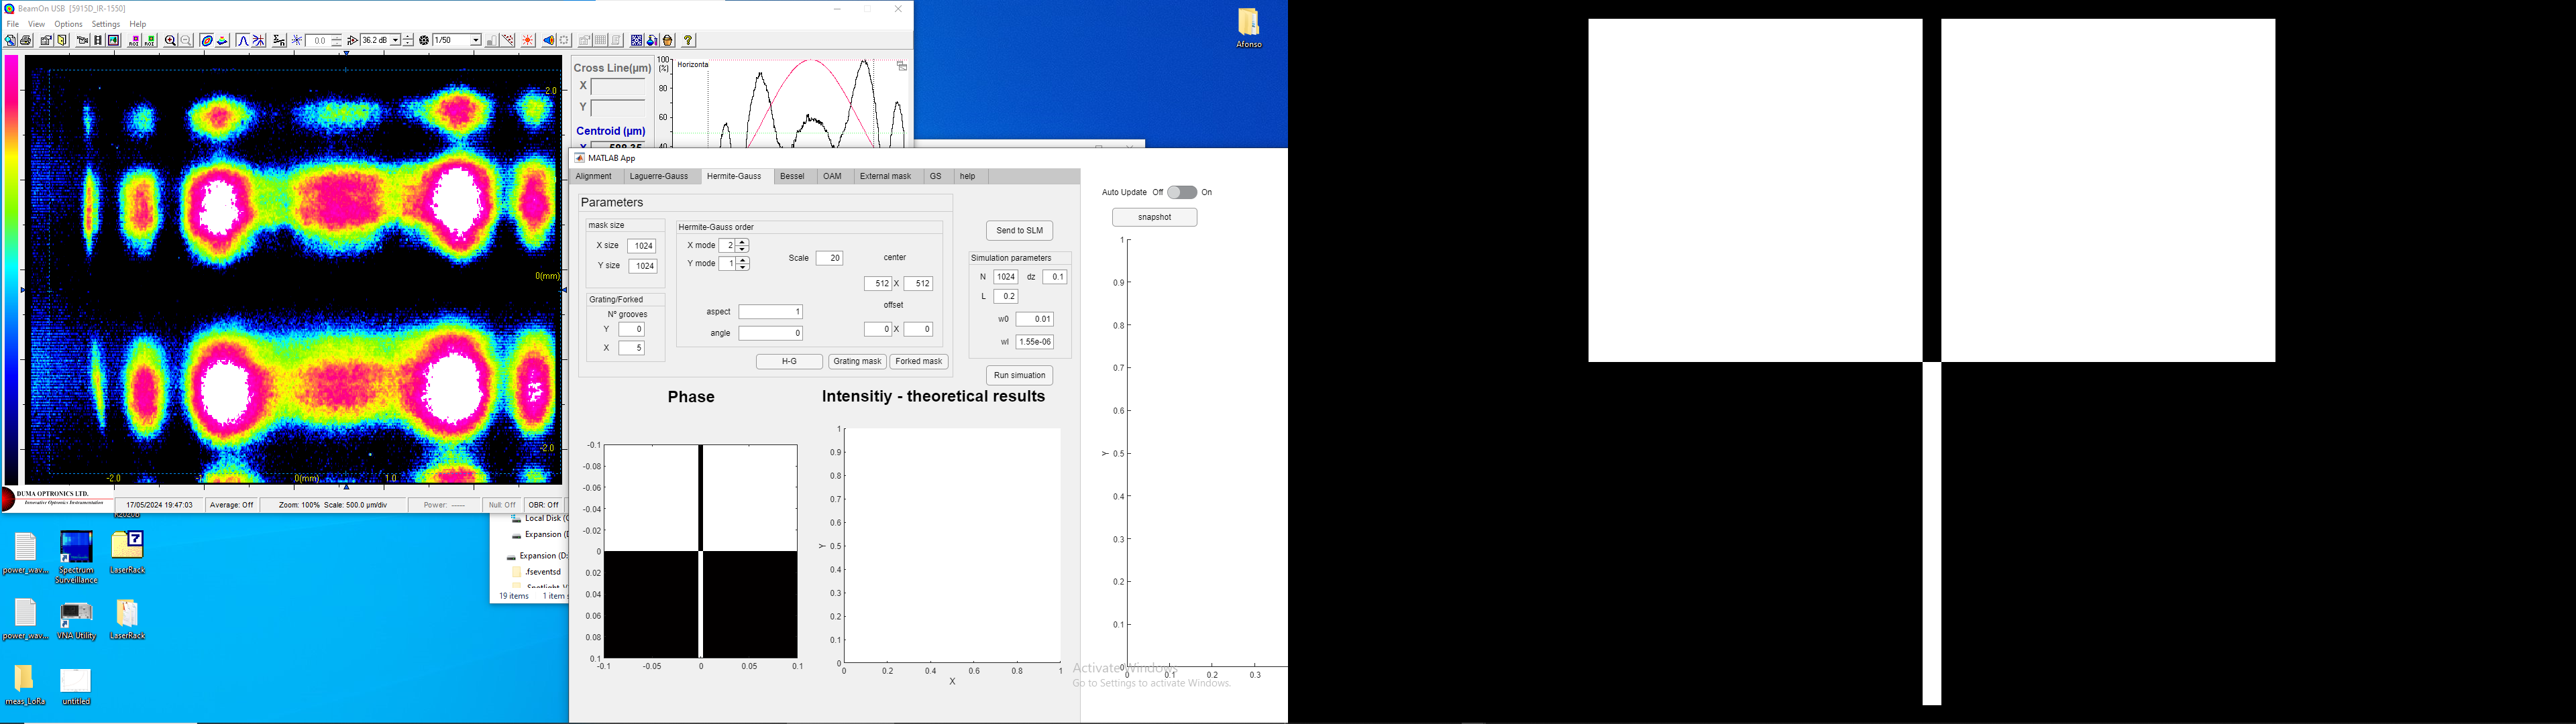 BeamOn USB [5915D_IR-1550]
File View Options Settings Help
0.0 36.2 dB 1/50
2.0
0(mm)
-2.0
-2.0 0(mm) 1.0
DUMA OPTRONICS LTD.
Innovative Optronics Instrumentation
17/05/2024 19:47:03 Average: Off Zoom: 100% Scale: 500.0 µm/div Power: ----- Null: Off OBR: Off
Cross Line(µm)
X
Y
Centroid (µm)
100
(%)
80
60
Horizonta
Afonso
MATLAB App
Alignment Laguerre-Gauss Hermite-Gauss Bessel OAM External mask GS help
Parameters
mask size
X size 1024
Y size 1024
Grating/Forked
Nº grooves
Y 0
X 5
Hermite-Gauss order
X mode 2
Y mode 1
Scale 20
center
512 X 512
offset
0 X 0
aspect 1
angle 0
H-G Grating mask Forked mask
Send to SLM
Simulation parameters
N 1024 dz 0.1
L 0.2
w0 0.01
wl 1.55e-06
Run simuation
Auto Update Off On
snapshot
Phase
-0.1
-0.08
-0.06
-0.04
-0.02
0
0.02
0.04
0.06
0.08
0.1
-0.1 -0.05 0 0.05 0.1
Intensitiy - theoretical results
1
0.9
0.8
0.7
0.6
0.5
0.4
0.3
0.2
0.1
0
Y
0 0.2 0.4 0.6 0.8 1
X
1
0.9
0.8
0.7
0.6
0.5
0.4
0.3
0.2
0.1
0
Y
0 0.1 0.2 0.3
Activate Windows
Go to Settings to activate Windows.
Local Disk (
Expansion (
Expansion (D:
.fseventsd
19 items 1 item s
power_wav...
Spectrum
Surveillance
LaserRack
power_wav...
VNA Utility
LaserRack
meas_LoRa
untitled